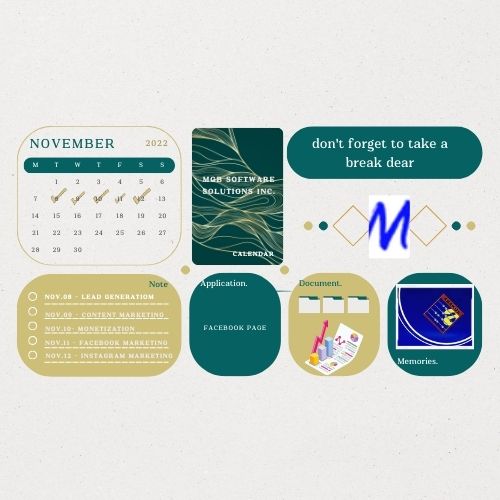 NOVEMBER 2022
M T W T F S S
1 2 3 4 5 6
7 8 9 10 11 12 13
14 15 16 17 18 19 20
21 22 23 24 25 26 27
28 29 30
MGB SOFTWARE
SOLUTIONS INC.
CALENDAR
don't forget to take a
break dear
M
Note
NOV.08 - LEAD GENERATIOM
NOV.09 - CONTENT MARKETING
NOV.10- MONETIZATION
NOV.11 - FACEBOOK MARKETING
NOV.12 - INSTAGRAM MARKETING
Application.
FACEBOOK PAGE
Document.
Memories.